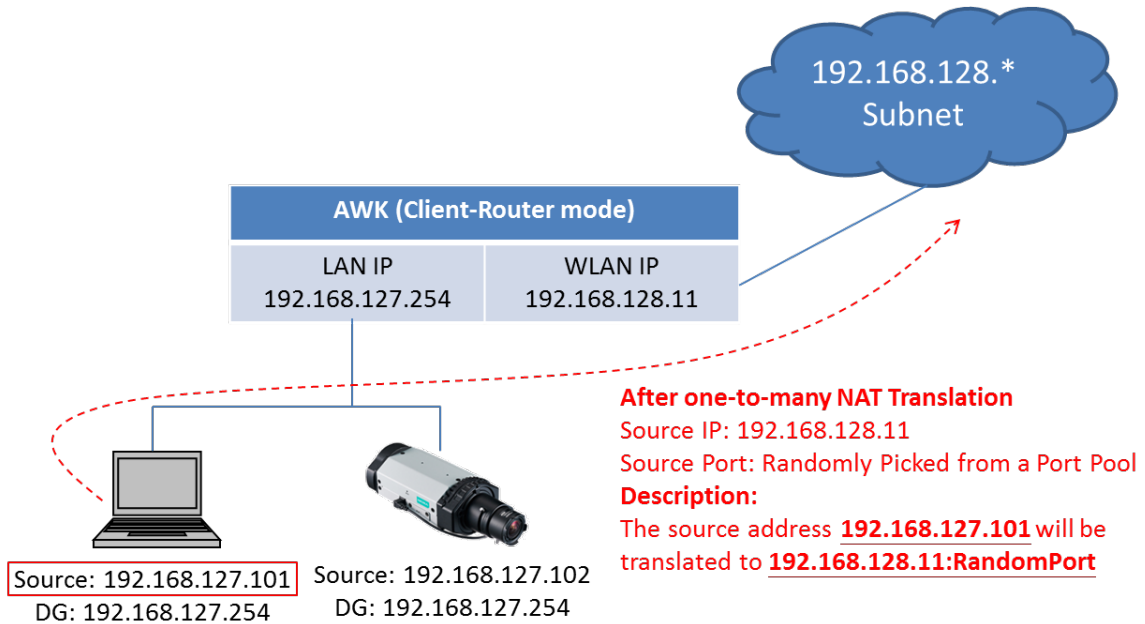 192.168.128.*
Subnet
AWK (Client-Router mode)
LAN IP
192.168.127.254
WLAN IP
192.168.128.11
After one-to-many NAT Translation
Source IP: 192.168.128.11
Source Port: Randomly Picked from a Port Pool
Description:
The source address 192.168.127.101 will be
translated to 192.168.128.11:RandomPort
Source: 192.168.127.101
DG: 192.168.127.254
Source: 192.168.127.102
DG: 192.168.127.254